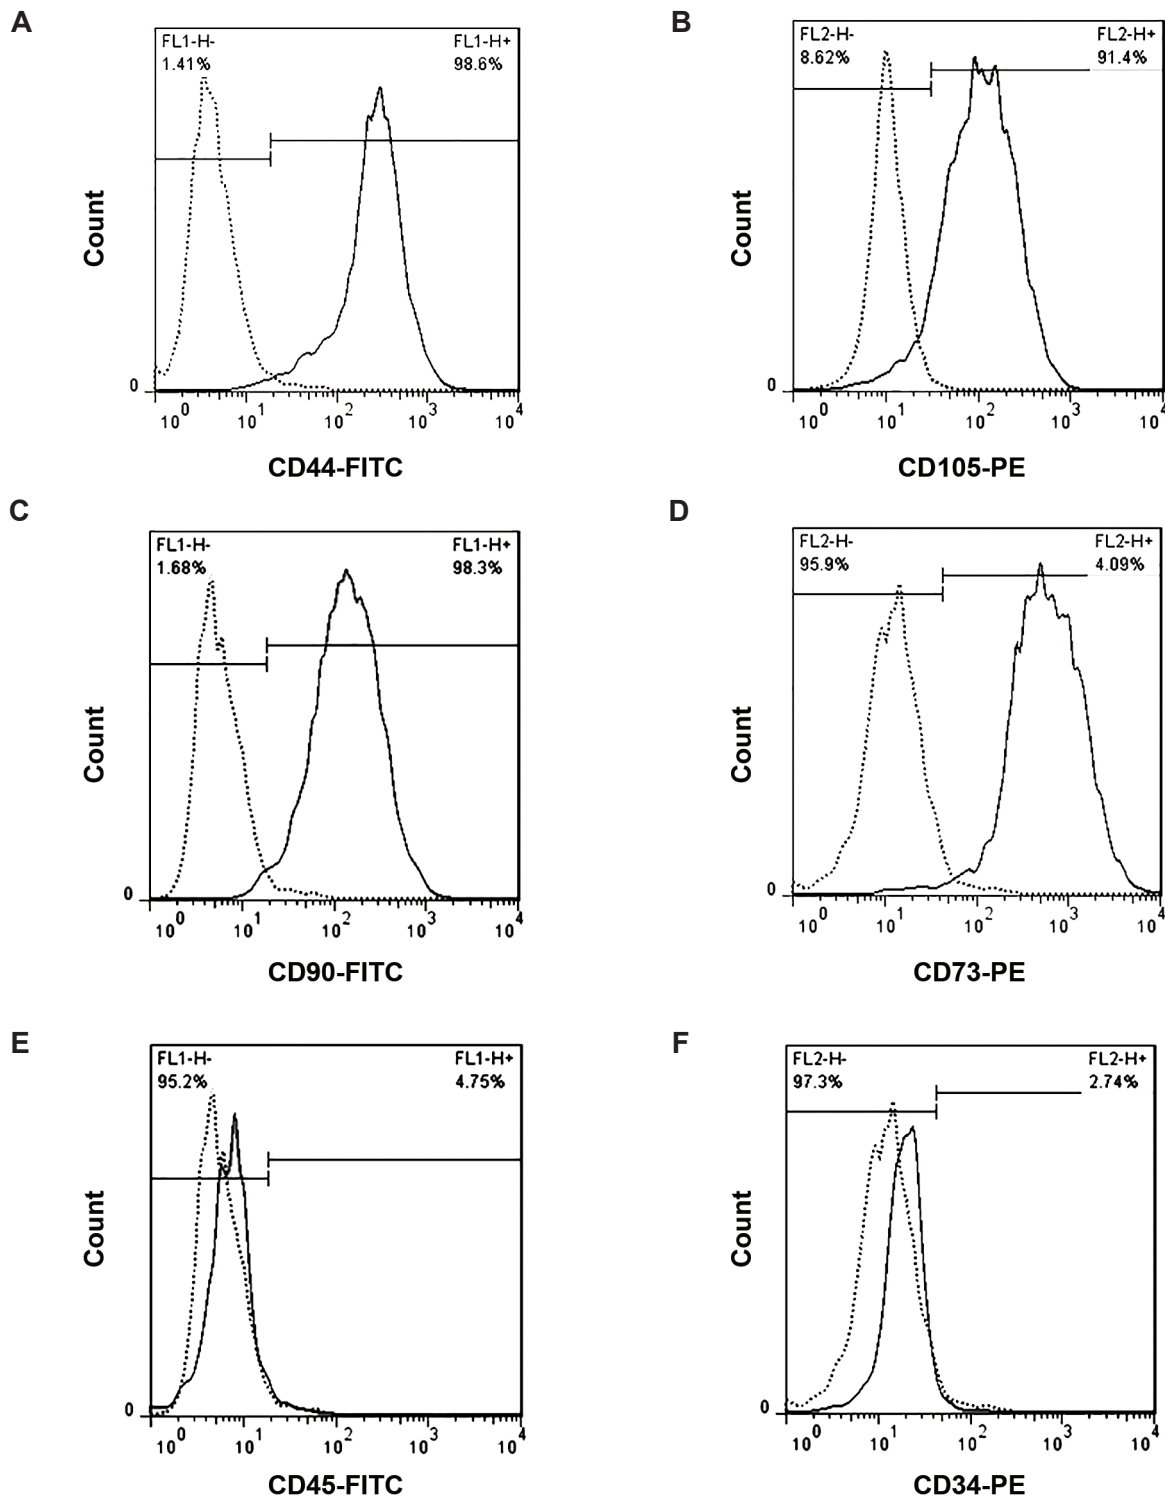 A
FL1-H-
1.41%
FL1-H+
98.6%
Count
0
10^0 10^1 10^2 10^3 10^4
CD44-FITC
B
FL2-H-
8.62%
FL2-H+
91.4%
Count
0
10^0 10^1 10^2 10^3 10^4
CD105-PE
C
FL1-H-
1.68%
FL1-H+
98.3%
Count
0
10^0 10^1 10^2 10^3 10^4
CD90-FITC
D
FL2-H-
95.9%
FL2-H+
4.09%
Count
0
10^0 10^1 10^2 10^3 10^4
CD73-PE
E
FL1-H-
95.2%
FL1-H+
4.75%
Count
0
10^0 10^1 10^2 10^3 10^4
CD45-FITC
F
FL2-H-
97.3%
FL2-H+
2.74%
Count
0
10^0 10^1 10^2 10^3 10^4
CD34-PE